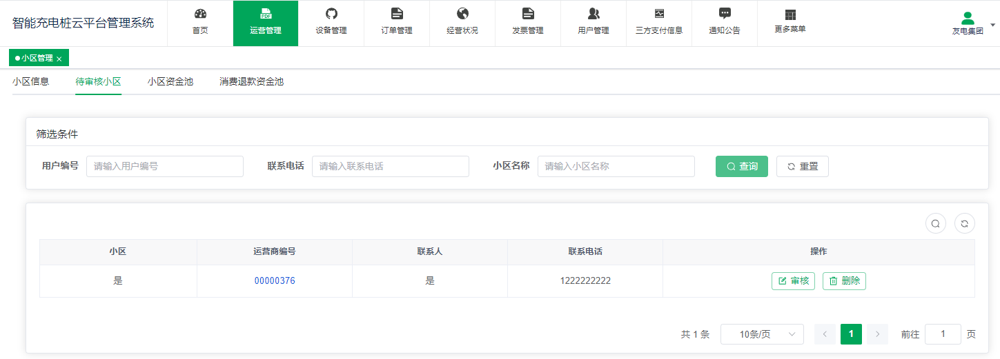 智能充电桩云平台管理系统
首页
PDF
运营管理
设备管理
订单管理
经营状况
发票管理
用户管理
三方支付信息
通知公告
更多菜单
友电集团
小区管理
小区信息 待审核小区 小区资金池 消费退款资金池
筛选条件
用户编号 请输入用户编号 联系电话 请输入联系电话 小区名称 请输入小区名称 查询 重置
小区 运营商编号 联系人 联系电话 操作
是 00000376 是 1222222222 审核 删除
共 1 条 10条/页 1 前往 1 页